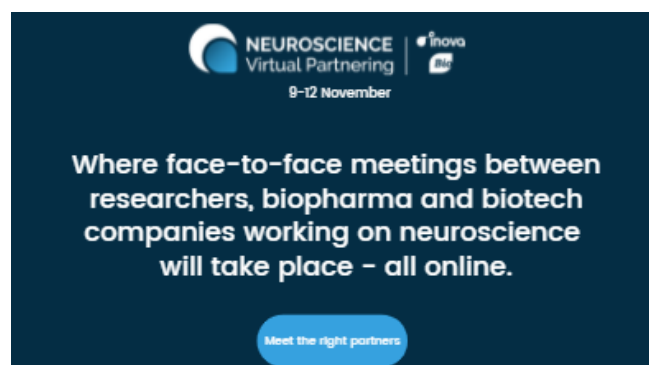 NEUROSCIENCE
Virtual Partnering
inova
Bio
9-12 November
Where face-to-face meetings between
researchers, biopharma and biotech
companies working on neuroscience
will take place - all online.
Meet the right partners